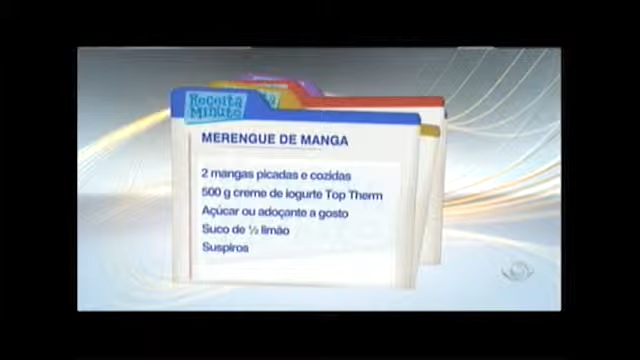 Receita
Minuto
MERENGUE DE MANGA
2 mangas picadas e cozidas
500 g creme de iogurte Top Therm
Açúcar ou adoçante a gosto
Suco de ½ limão
Suspiros